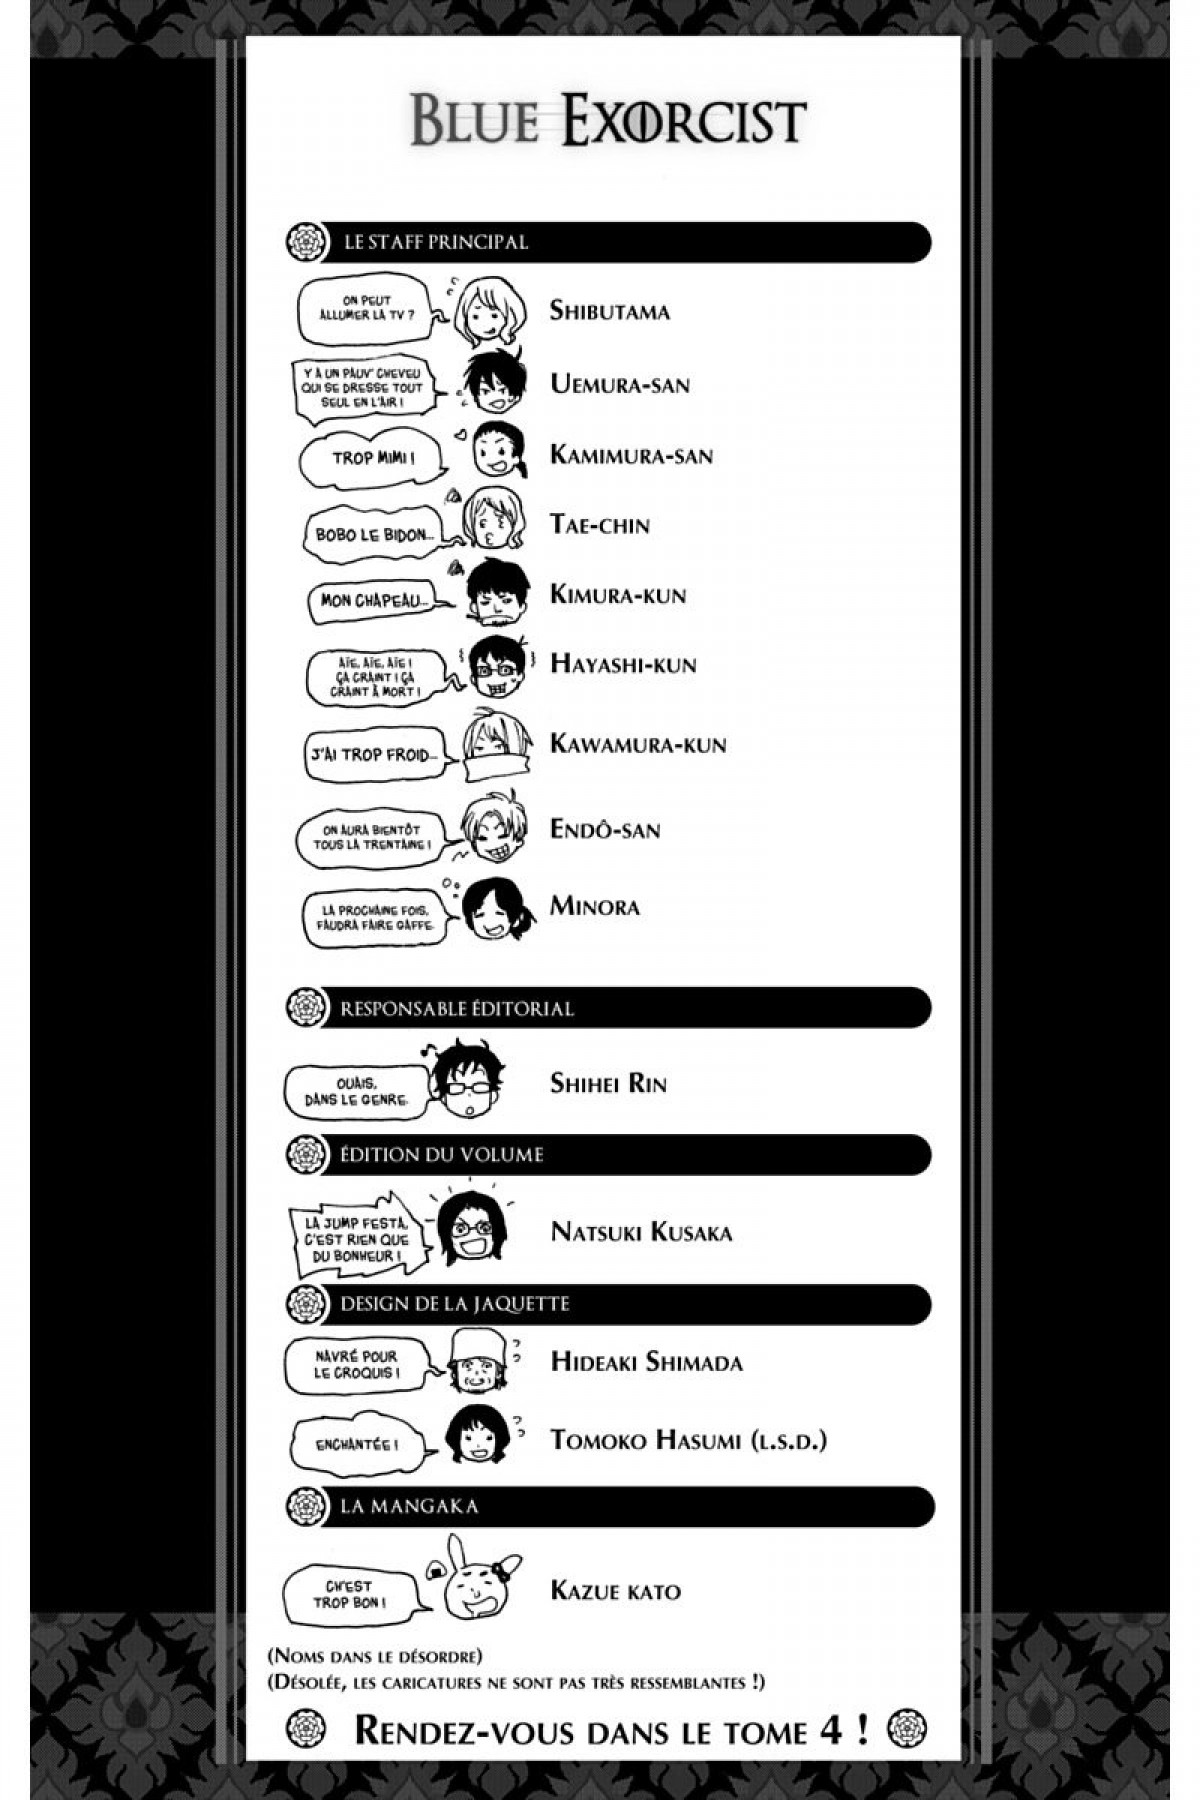 BLUE EXORCIST
LE STAFF PRINCIPAL
ON PEUT
ALLUMER LA TV ?
SHIBUTAMA
Y A UN PAUV' CHEVEU
QUI SE DRESSE TOUT
SEUL EN L'AIR !
UEMURA-SAN
TROP MIMI !
KAMIMURA-SAN
BOBO LE BIDON...
TAE-CHIN
MON CHAPEAU...
KIMURA-KUN
AÏE, AÏE, AÏE !
ÇA CRAINT ! ÇA
CRAINT À MORT !
HAYASHI-KUN
J'AI TROP FROID...
KAWAMURA-KUN
ON AURA BIENTÔT
TOUS LA TRENTAINE !
ENDÔ-SAN
LA PROCHAINE FOIS,
FAUDRA FAIRE GAFFE.
MINORA
RESPONSABLE ÉDITORIAL
OUAIS,
DANS LE GENRE.
SHIHEI RIN
ÉDITION DU VOLUME
LA JUMP FESTA,
C'EST RIEN QUE
DU BONHEUR !
NATSUKI KUSAKA
DESIGN DE LA JAQUETTE
NAVRÉ POUR
LE CROQUIS !
HIDEAKI SHIMADA
ENCHANTÉE !
TOMOKO HASUMI (L.S.D.)
LA MANGAKA
CH'EST
TROP BON !
KAZUE KATO
(NOMS DANS LE DÉSORDRE)
(DÉSOLÉE, LES CARICATURES NE SONT PAS TRÈS RESSEMBLANTES !)
RENDEZ-VOUS DANS LE TOME 4 !